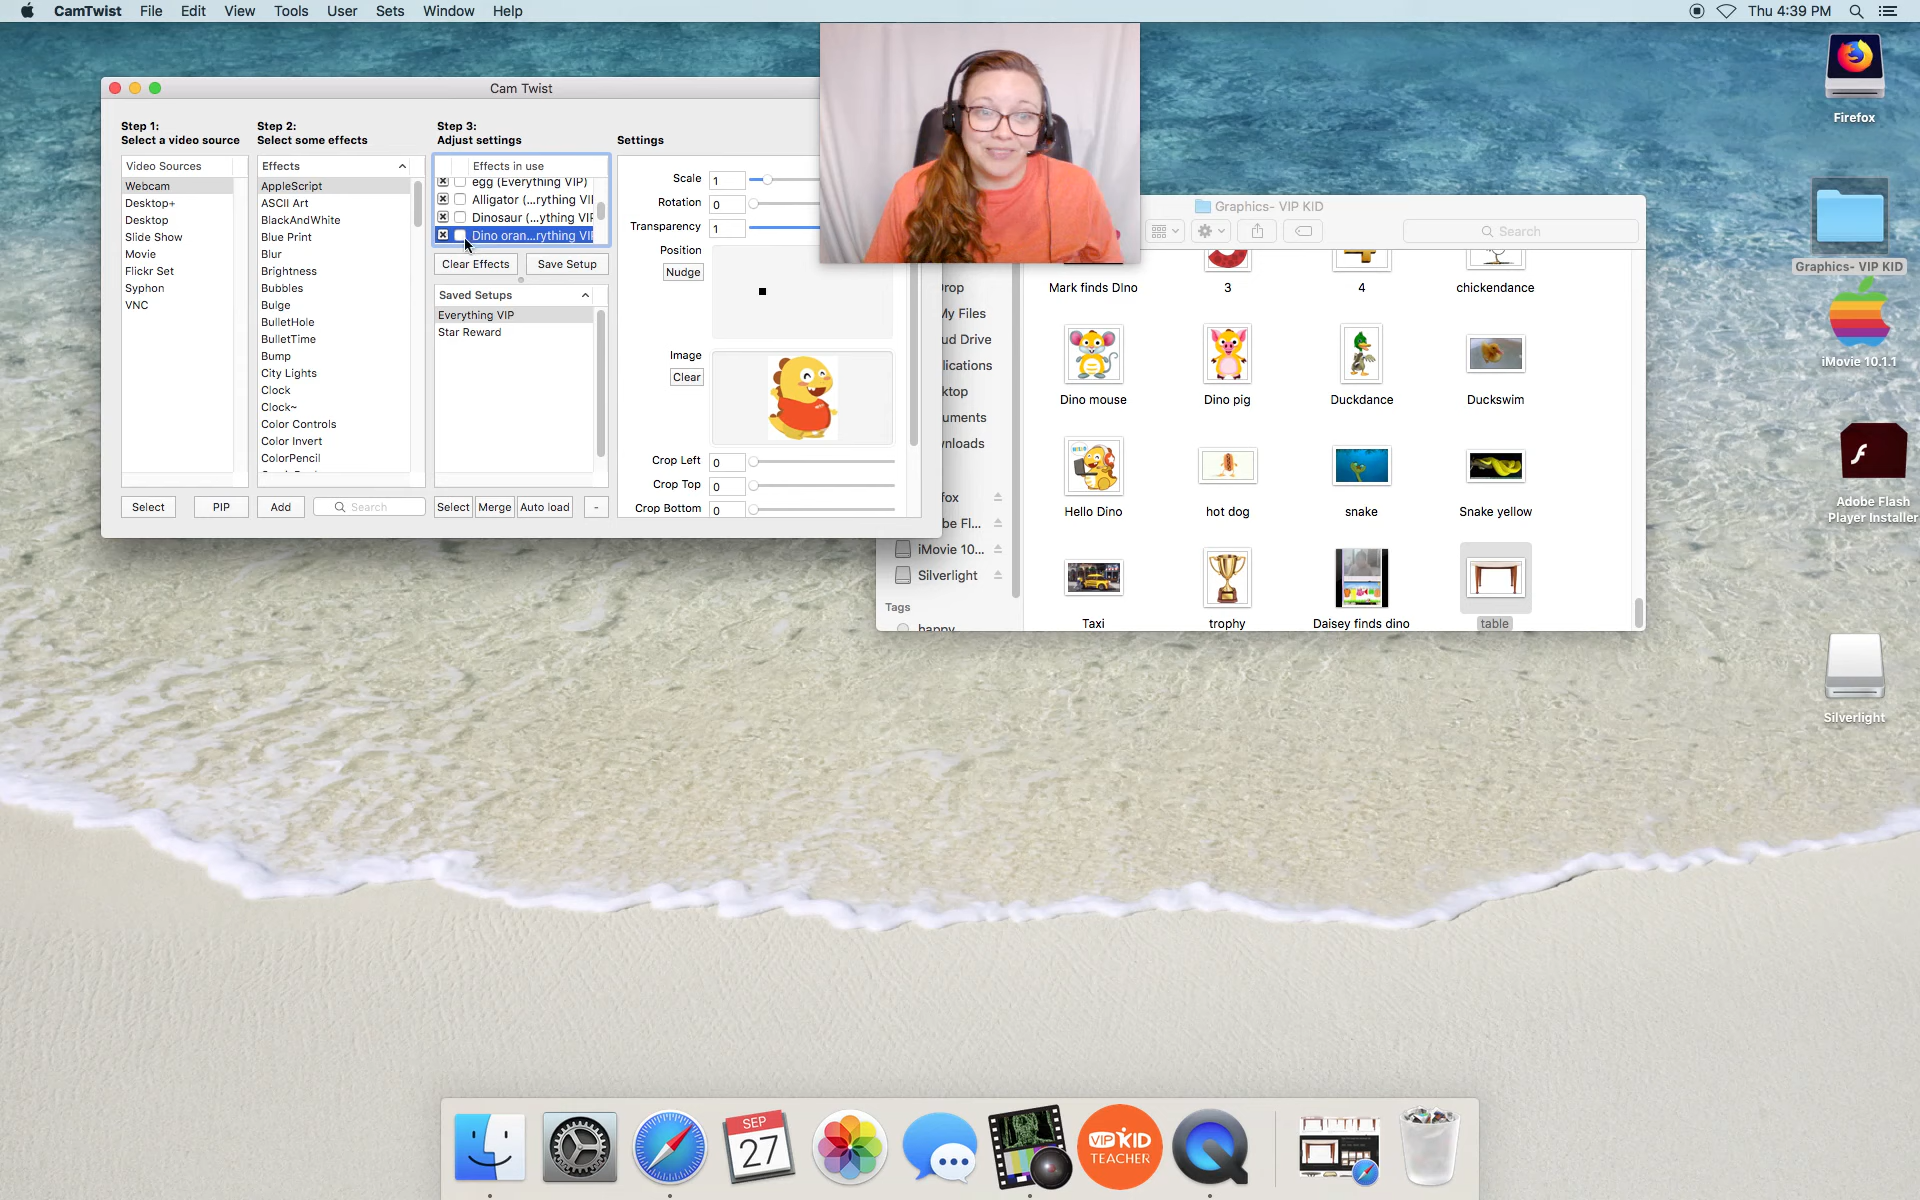 CamTwist File Edit View Tools User Sets Window Help
Thu 4:39 PM
Cam Twist
Step 1:
Select a video source
Video Sources
Webcam
Desktop+
Desktop
Slide Show
Movie
Flickr Set
Syphon
VNC
Select
PIP
Step 2:
Select some effects
Effects
AppleScript
ASCII Art
BlackAndWhite
Blue Print
Blur
Brightness
Bubbles
Bulge
BulletHole
BulletTime
Bump
City Lights
Clock
Clock~
Color Controls
Color Invert
ColorPencil
Add
Search
Step 3:
Adjust settings
Effects in use
egg (Everything VIP)
Alligator (...rything VI
Dinosaur (...ything VIF
Dino oran...rything VI
Clear Effects
Save Setup
Saved Setups
Everything VIP
Star Reward
Select
Merge
Auto load
-
Settings
Scale 1
Rotation 0
Transparency 1
Position
Nudge
Image
Clear
Crop Left 0
Crop Top 0
Crop Bottom 0
Graphics- VIP KID
Search
rop
My Files
ud Drive
lications
ktop
uments
nloads
fox
be Fl...
iMovie 10...
Silverlight
Tags
happy
Mark finds DIno
3
4
chickendance
Dino mouse
Dino pig
Duckdance
Duckswim
Hello Dino
hot dog
snake
Snake yellow
Taxi
trophy
Daisey finds dino
table
Firefox
Graphics- VIP KID
iMovie 10.1.1
Adobe Flash
Player Installer
Silverlight
SEP
27
VIPKID
TEACHER